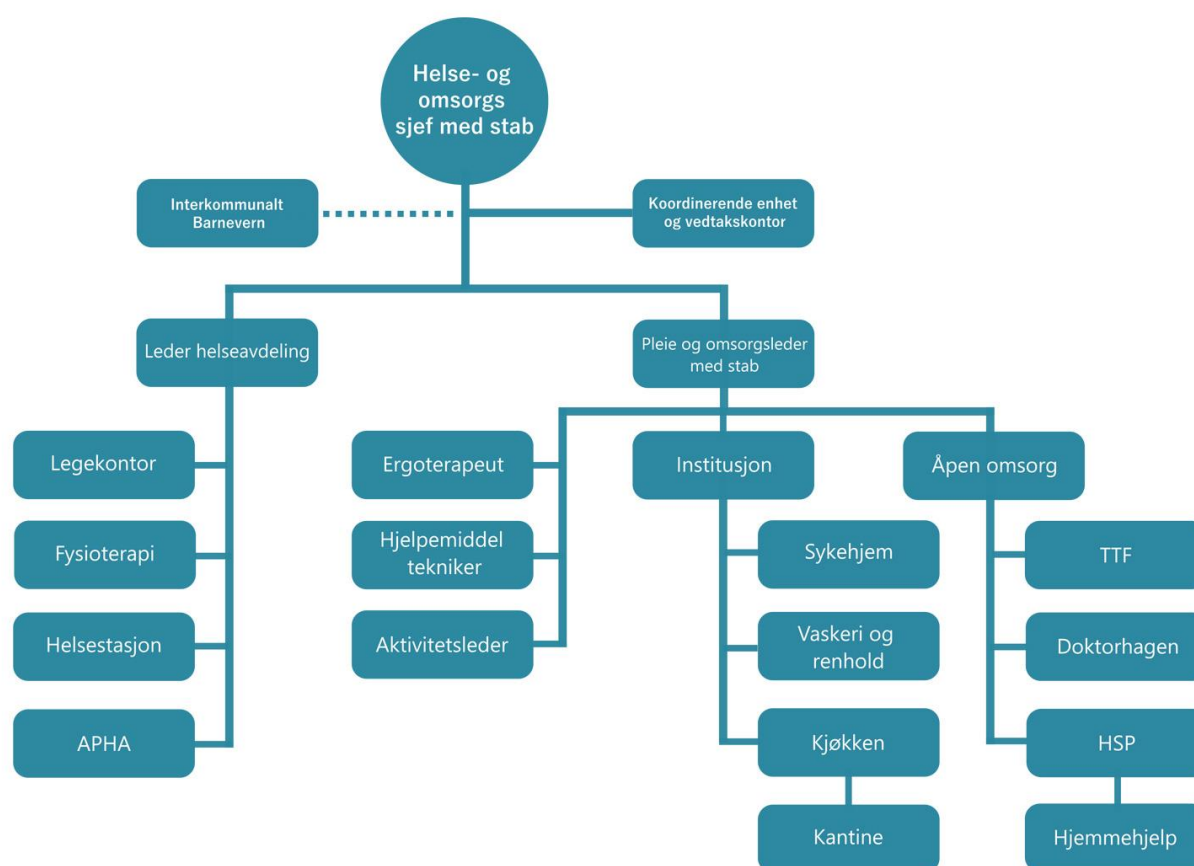 Helse- og
omsorgs
sjef med stab
Interkommunalt
Barnevern
Koordinerende enhet
og vedtakskontor
Leder helseavdeling
Pleie og omsorgsleder
med stab
Legekontor
Fysioterapi
Helsestasjon
APHA
Ergoterapeut
Hjelpemiddel
tekniker
Aktivitetsleder
Institusjon
Sykehjem
Vaskeri og
renhold
Kjøkken
Kantine
Åpen omsorg
TTF
Doktorhagen
HSP
Hjemmehjelp